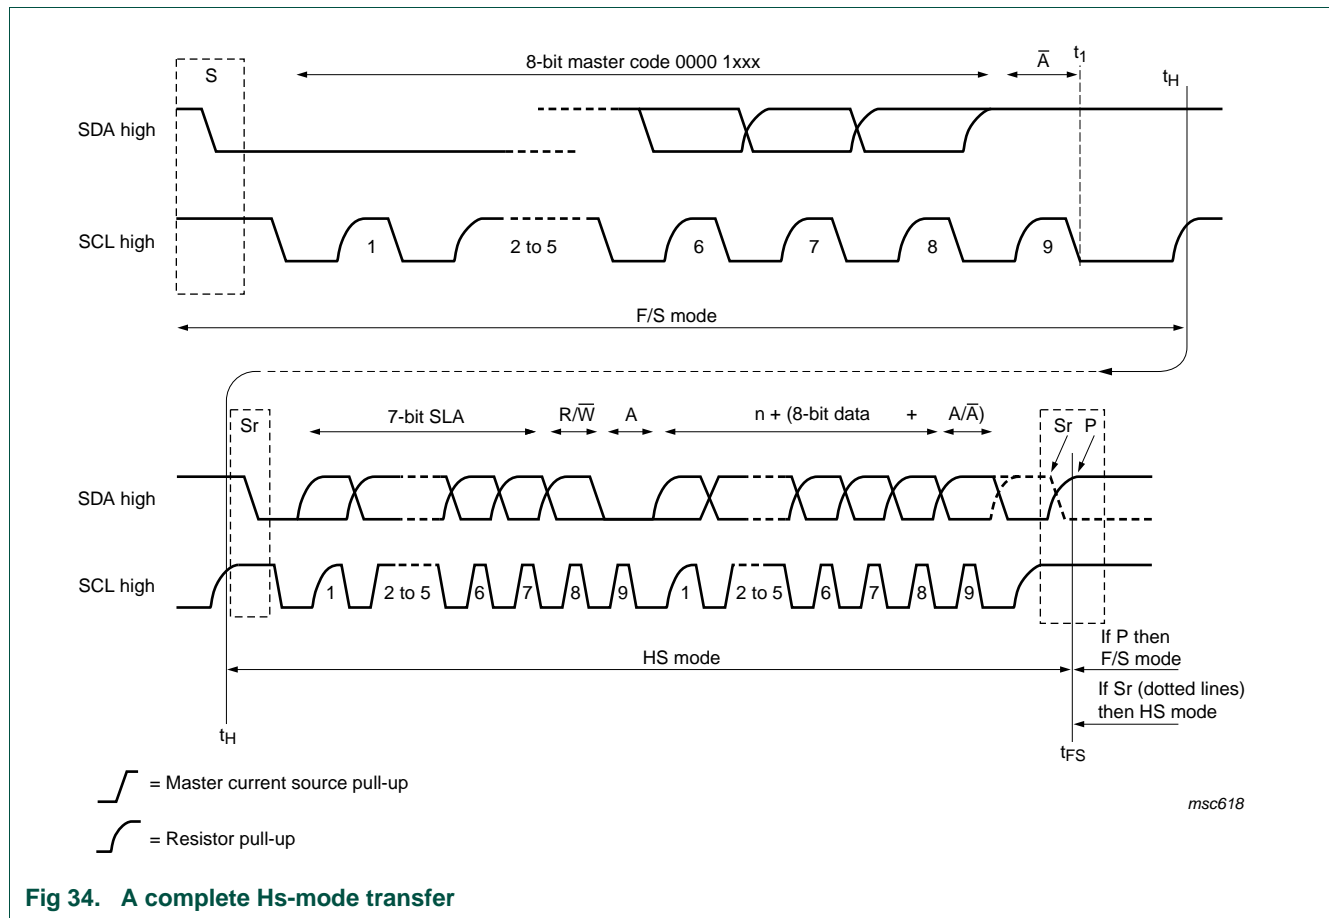 8-bit master code 0000 1xxx
A̅
t1
S
tH
SDA high
SCL high
1
2 to 5
6
7
8
9
F/S mode
Sr
7-bit SLA
R/W̅
A
n + (8-bit data
+
A/A̅)
Sr P
SDA high
SCL high
1
2 to 5
6
7
8
9
1
2 to 5
6
7
8
9
HS mode
If P then
F/S mode
If Sr (dotted lines)
then HS mode
tH
tFS
= Master current source pull-up
= Resistor pull-up
msc618
Fig 34. A complete Hs-mode transfer